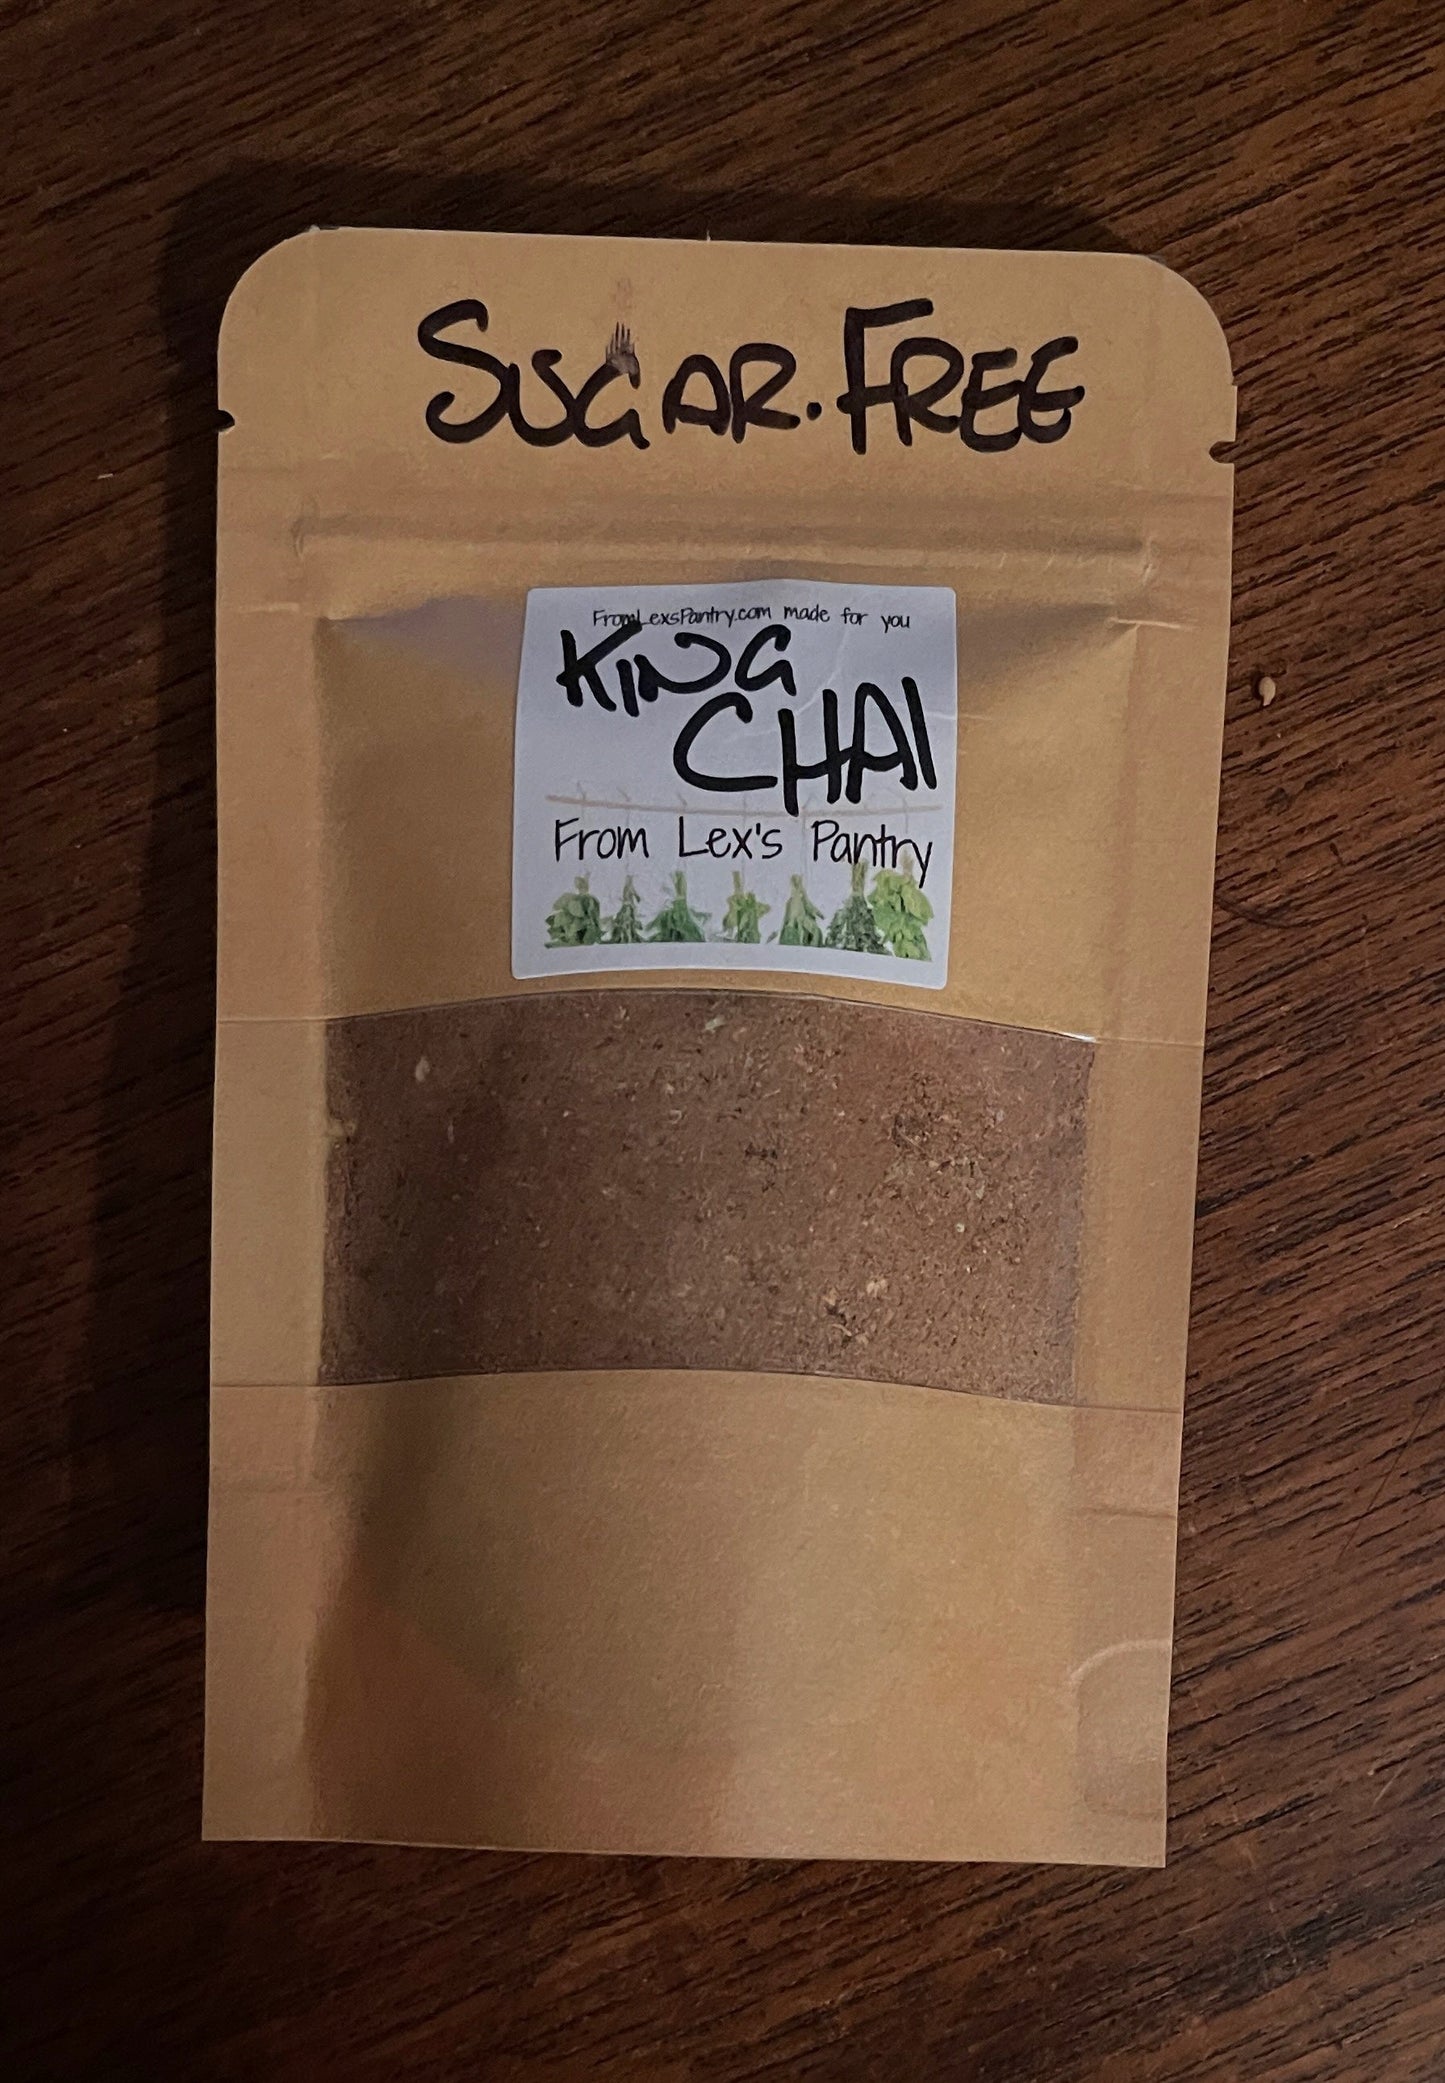 SUGAR.FREE
FromLexsPantry.com made for you
KING
CHAI
From Lex's Pantry